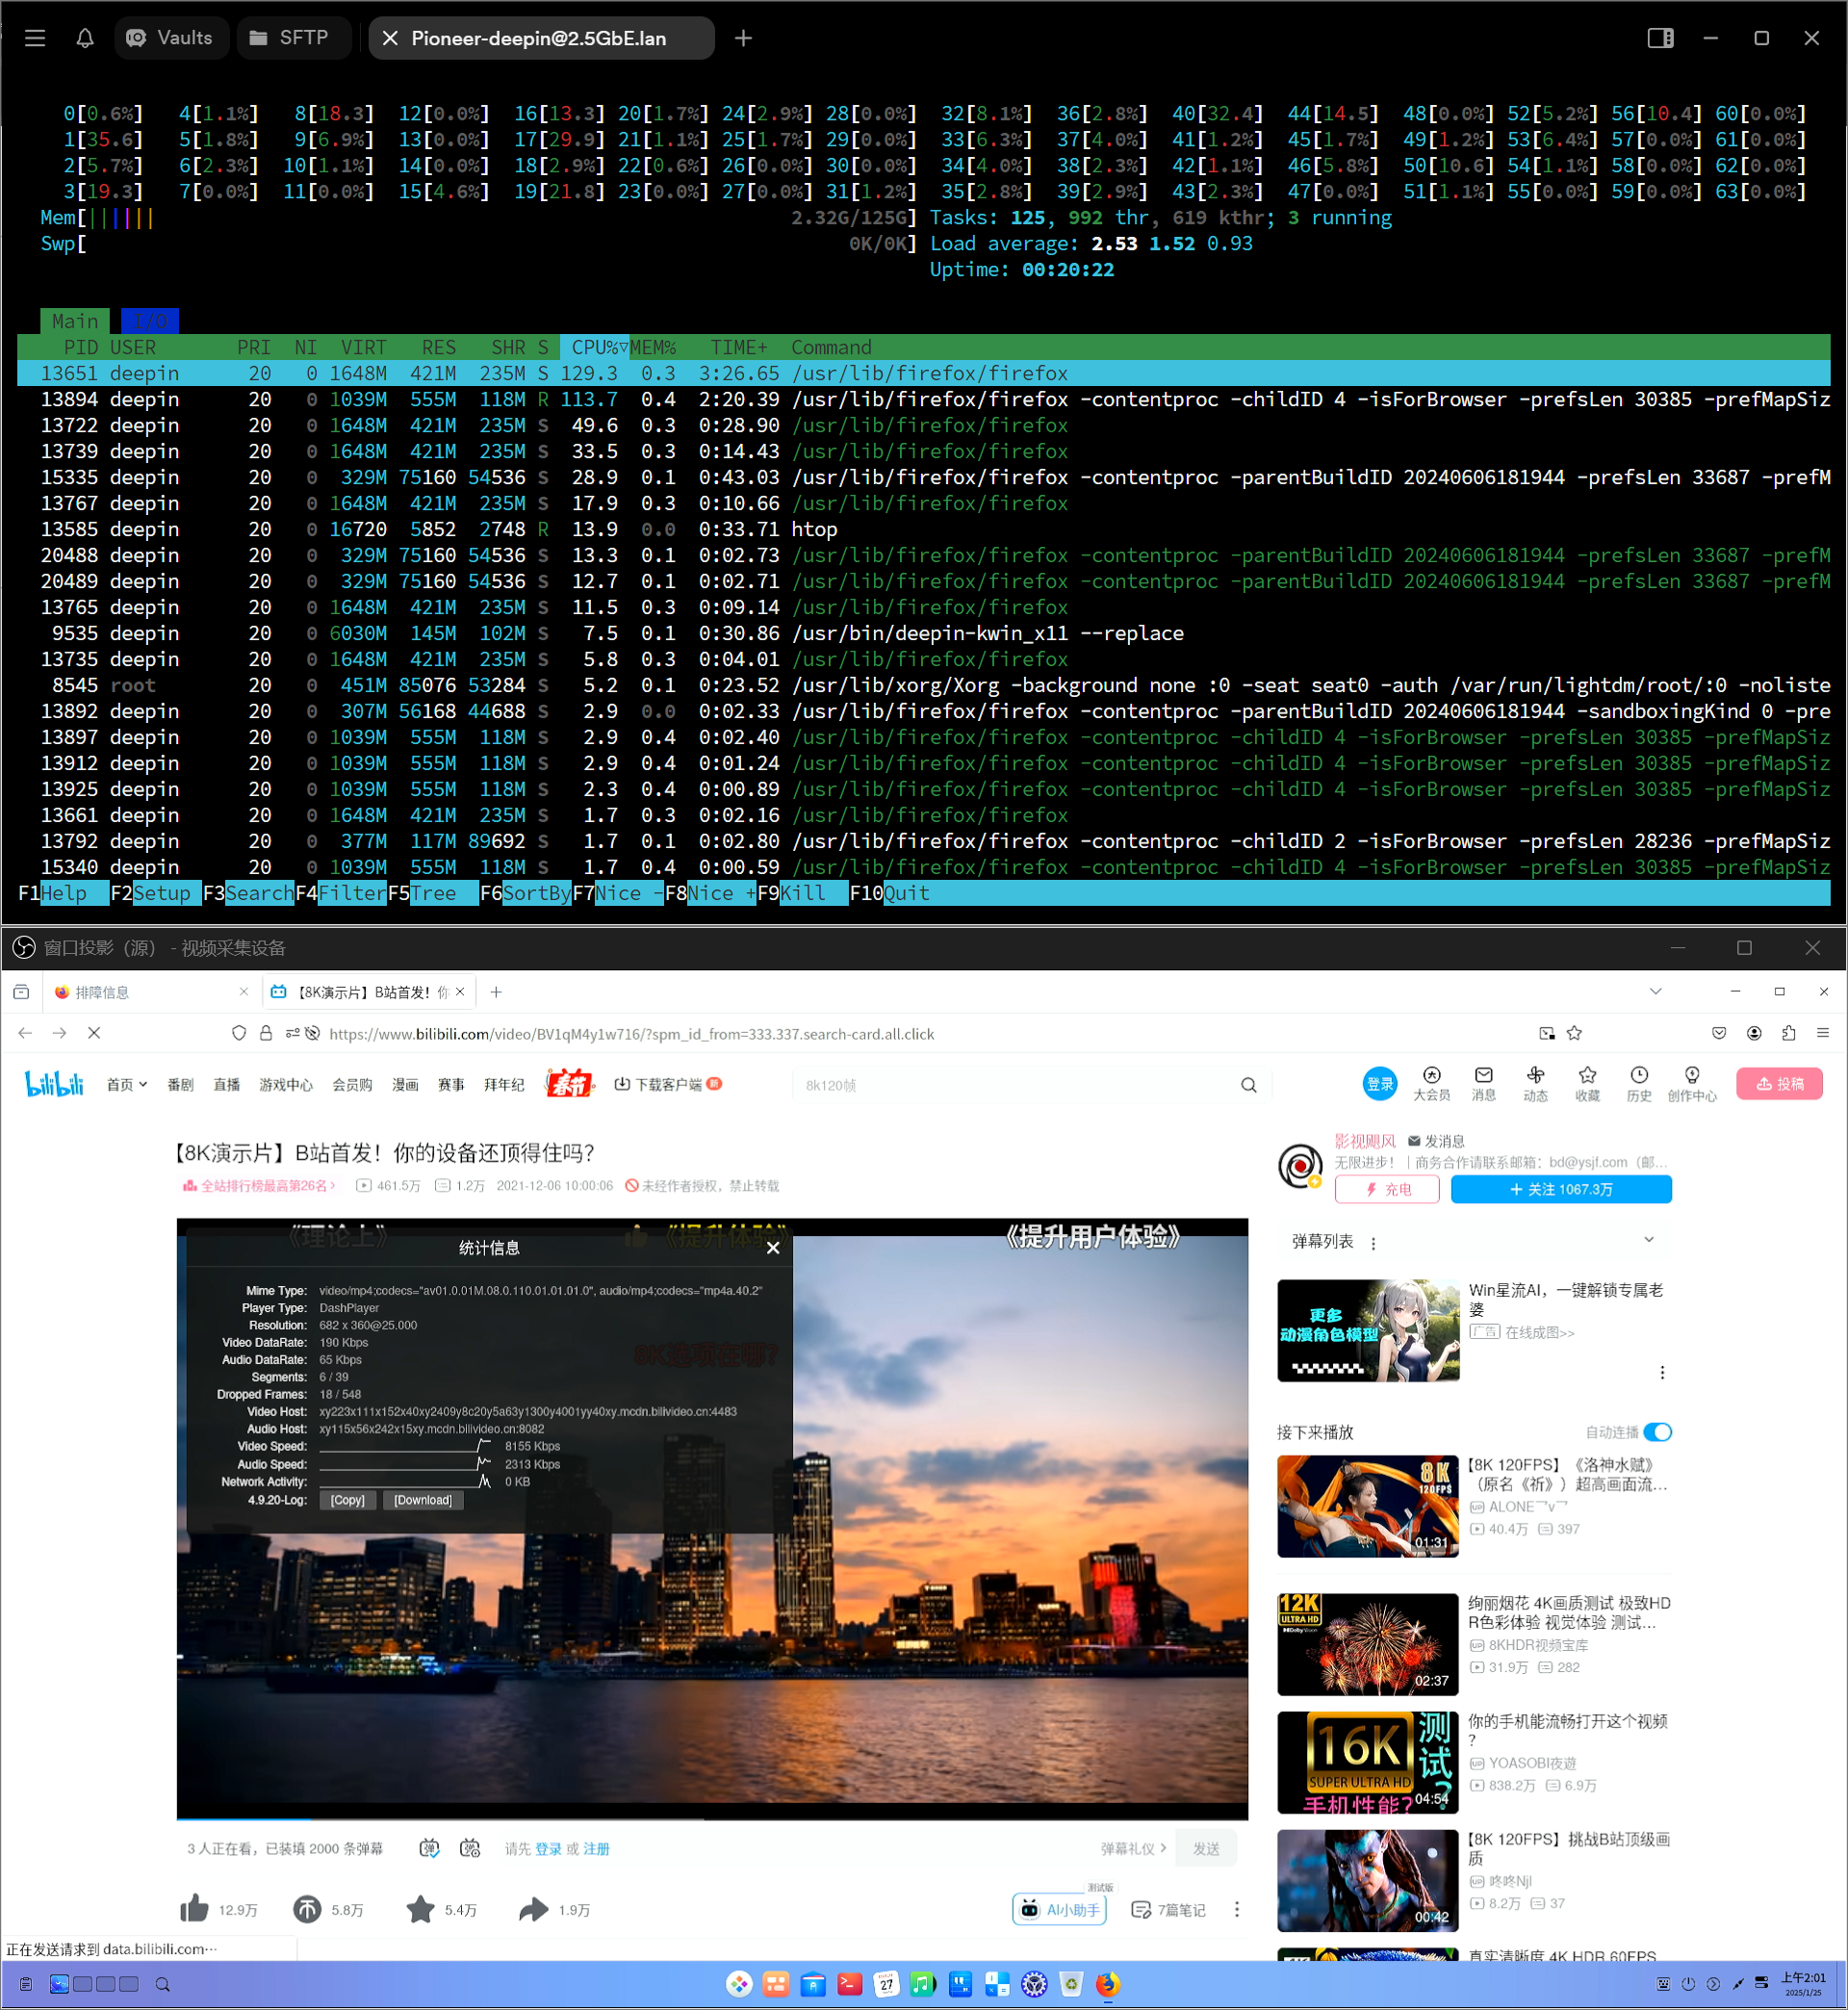 Vaults SFTP Pioneer-deepin@2.5GbE.lan
0[0.6%] 4[1.1%] 8[18.3] 12[0.0%] 16[13.3] 20[1.7%] 24[2.9%] 28[0.0%] 32[8.1%] 36[2.8%] 40[32.4] 44[14.5] 48[0.0%] 52[5.2%] 56[10.4] 60[0.0%]
1[35.6] 5[1.8%] 9[6.9%] 13[0.0%] 17[29.9] 21[1.1%] 25[1.7%] 29[0.0%] 33[6.3%] 37[4.0%] 41[1.2%] 45[1.7%] 49[1.2%] 53[6.4%] 57[0.0%] 61[0.0%]
2[5.7%] 6[2.3%] 10[1.1%] 14[0.0%] 18[2.9%] 22[0.6%] 26[0.0%] 30[0.0%] 34[4.0%] 38[2.3%] 42[1.1%] 46[5.8%] 50[10.6] 54[1.1%] 58[0.0%] 62[0.0%]
3[19.3] 7[0.0%] 11[0.0%] 15[4.6%] 19[21.8] 23[0.0%] 27[0.0%] 31[1.2%] 35[2.8%] 39[2.9%] 43[2.3%] 47[0.0%] 51[1.1%] 55[0.0%] 59[0.0%] 63[0.0%]
Mem[|||||| 2.32G/125G] Tasks: 125, 992 thr, 619 kthr; 3 running
Swp[ 0K/0K] Load average: 2.53 1.52 0.93
Uptime: 00:20:22
Main I/O
PID USER PRI NI VIRT RES SHR S CPU%▽MEM% TIME+ Command
13651 deepin 20 0 1648M 421M 235M S 129.3 0.3 3:26.65 /usr/lib/firefox/firefox
13894 deepin 20 0 1039M 555M 118M R 113.7 0.4 2:20.39 /usr/lib/firefox/firefox -contentproc -childID 4 -isForBrowser -prefsLen 30385 -prefMapSiz
13722 deepin 20 0 1648M 421M 235M S 49.6 0.3 0:28.90 /usr/lib/firefox/firefox
13739 deepin 20 0 1648M 421M 235M S 33.5 0.3 0:14.43 /usr/lib/firefox/firefox
15335 deepin 20 0 329M 75160 54536 S 28.9 0.1 0:43.03 /usr/lib/firefox/firefox -contentproc -parentBuildID 20240606181944 -prefsLen 33687 -prefM
13767 deepin 20 0 1648M 421M 235M S 17.9 0.3 0:10.66 /usr/lib/firefox/firefox
13585 deepin 20 0 16720 5852 2748 R 13.9 0.0 0:33.71 htop
20488 deepin 20 0 329M 75160 54536 S 13.3 0.1 0:02.73 /usr/lib/firefox/firefox -contentproc -parentBuildID 20240606181944 -prefsLen 33687 -prefM
20489 deepin 20 0 329M 75160 54536 S 12.7 0.1 0:02.71 /usr/lib/firefox/firefox -contentproc -parentBuildID 20240606181944 -prefsLen 33687 -prefM
13765 deepin 20 0 1648M 421M 235M S 11.5 0.3 0:09.14 /usr/lib/firefox/firefox
9535 deepin 20 0 6030M 145M 102M S 7.5 0.1 0:30.86 /usr/bin/deepin-kwin_x11 --replace
13735 deepin 20 0 1648M 421M 235M S 5.8 0.3 0:04.01 /usr/lib/firefox/firefox
8545 root 20 0 451M 85076 53284 S 5.2 0.1 0:23.52 /usr/lib/xorg/Xorg -background none :0 -seat seat0 -auth /var/run/lightdm/root/:0 -noliste
13892 deepin 20 0 307M 56168 44688 S 2.9 0.0 0:02.33 /usr/lib/firefox/firefox -contentproc -parentBuildID 20240606181944 -sandboxingKind 0 -pre
13897 deepin 20 0 1039M 555M 118M S 2.9 0.4 0:02.40 /usr/lib/firefox/firefox -contentproc -childID 4 -isForBrowser -prefsLen 30385 -prefMapSiz
13912 deepin 20 0 1039M 555M 118M S 2.9 0.4 0:01.24 /usr/lib/firefox/firefox -contentproc -childID 4 -isForBrowser -prefsLen 30385 -prefMapSiz
13925 deepin 20 0 1039M 555M 118M S 2.3 0.4 0:00.89 /usr/lib/firefox/firefox -contentproc -childID 4 -isForBrowser -prefsLen 30385 -prefMapSiz
13661 deepin 20 0 1648M 421M 235M S 1.7 0.3 0:02.16 /usr/lib/firefox/firefox
13792 deepin 20 0 377M 117M 89692 S 1.7 0.1 0:02.80 /usr/lib/firefox/firefox -contentproc -childID 2 -isForBrowser -prefsLen 28236 -prefMapSiz
15340 deepin 20 0 1039M 555M 118M S 1.7 0.4 0:00.59 /usr/lib/firefox/firefox -contentproc -childID 4 -isForBrowser -prefsLen 30385 -prefMapSiz
F1Help F2Setup F3SearchF4FilterF5Tree F6SortByF7Nice -F8Nice +F9Kill F10Quit
窗口投影（源） - 视频采集设备
排障信息 【8K演示片】B站首发！你
https://www.bilibili.com/video/BV1qM4y1w716/?spm_id_from=333.337.search-card.all.click
bilibili 首页 番剧 直播 游戏中心 会员购 漫画 赛事 拜年纪 春节 下载客户端 新 8k120帧 登录 大会员 消息 动态 收藏 历史 创作中心 投稿
【8K演示片】B站首发！你的设备还顶得住吗？
全站排行榜最高第26名 461.5万 1.2万 2021-12-06 10:00:06 未经作者授权，禁止转载
影视飓风 发消息
无限进步！｜商务合作请联系邮箱：bd@ysjf.com（邮…
充电 + 关注 1067.3万
《理论上》 《提升体验》 《提升用户体验》
统计信息
Mime Type: video/mp4;codecs="av01.0.01M.08.0.110.01.01.01.0", audio/mp4;codecs="mp4a.40.2"
Player Type: DashPlayer
Resolution: 682 x 360@25.000
Video DataRate: 190 Kbps
Audio DataRate: 65 Kbps
8K选项在哪？
Segments: 6 / 39
Dropped Frames: 18 / 548
Video Host: xy223x111x152x40xy2409y8c20y5a63y1300y4001yy40xy.mcdn.bilivideo.cn:4483
Audio Host: xy115x56x242x15xy.mcdn.bilivideo.cn:8082
Video Speed: 8155 Kbps
Audio Speed: 2313 Kbps
Network Activity: 0 KB
4.9.20-Log: [Copy] [Download]
弹幕列表
更多
动漫角色模型
Win星流AI，一键解锁专属老
婆
广告 在线成图>>
接下来播放 自动连播
8K
120FPS
01:31
【8K 120FPS】《洛神水赋》
（原名《祈》）超高画面流…
ALONE乛v乛
40.4万 397
12K
ULTRA HD
DolbyVision
02:37
绚丽烟花 4K画质测试 极致HD
R色彩体验 视觉体验 测试…
8KHDR视频宝库
31.9万 282
16K
SUPER ULTRA HD
测试？
手机性能？
04:54
你的手机能流畅打开这个视频
？
YOASOBI夜遊
838.2万 6.9万
00:42
【8K 120FPS】挑战B站顶级画
质
咚咚Njl
8.2万 37
真实清晰度 4K HDR 60FPS
3 人正在看，已装填 2000 条弹幕 弹 弹 请先 登录 或 注册 弹幕礼仪 发送
12.9万 5.8万 5.4万 1.9万 测试版 AI小助手 7篇笔记
正在发送请求到 data.bilibili.com…
27 上午2:01
2025/1/25